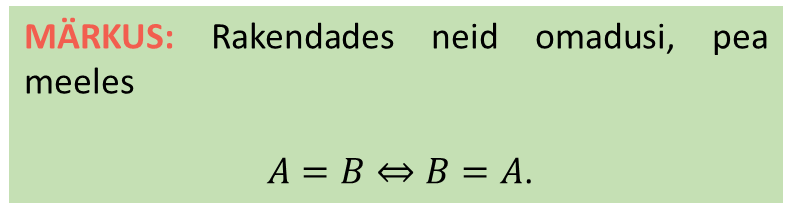 MÄRKUS: Rakendades neid omadusi, pea
meeles
A = B ⇔ B = A.